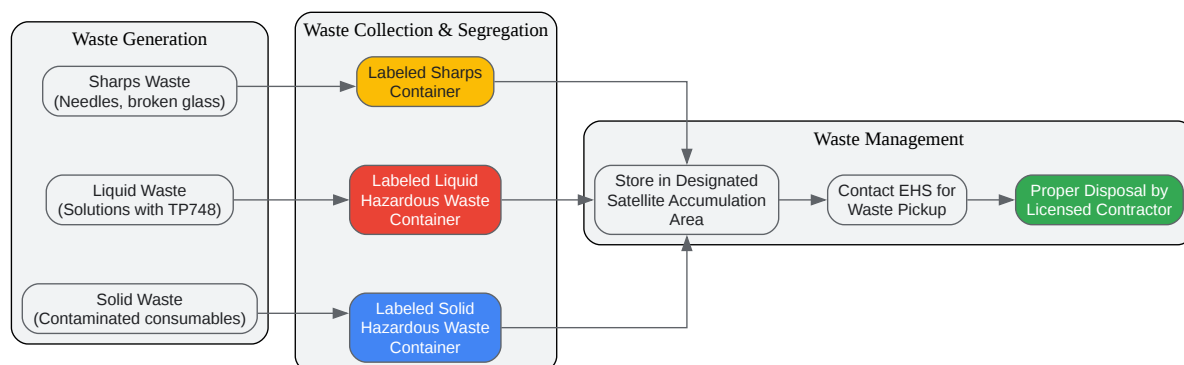 Waste Generation
Sharps Waste
(Needles, broken glass)
Liquid Waste
(Solutions with TP748)
Solid Waste
(Contaminated consumables)
Waste Collection & Segregation
Labeled Sharps
Container
Labeled Liquid
Hazardous Waste
Container
Labeled Solid
Hazardous Waste
Container
Waste Management
Store in Designated
Satellite Accumulation
Area
Contact EHS for
Waste Pickup
Proper Disposal by
Licensed Contractor